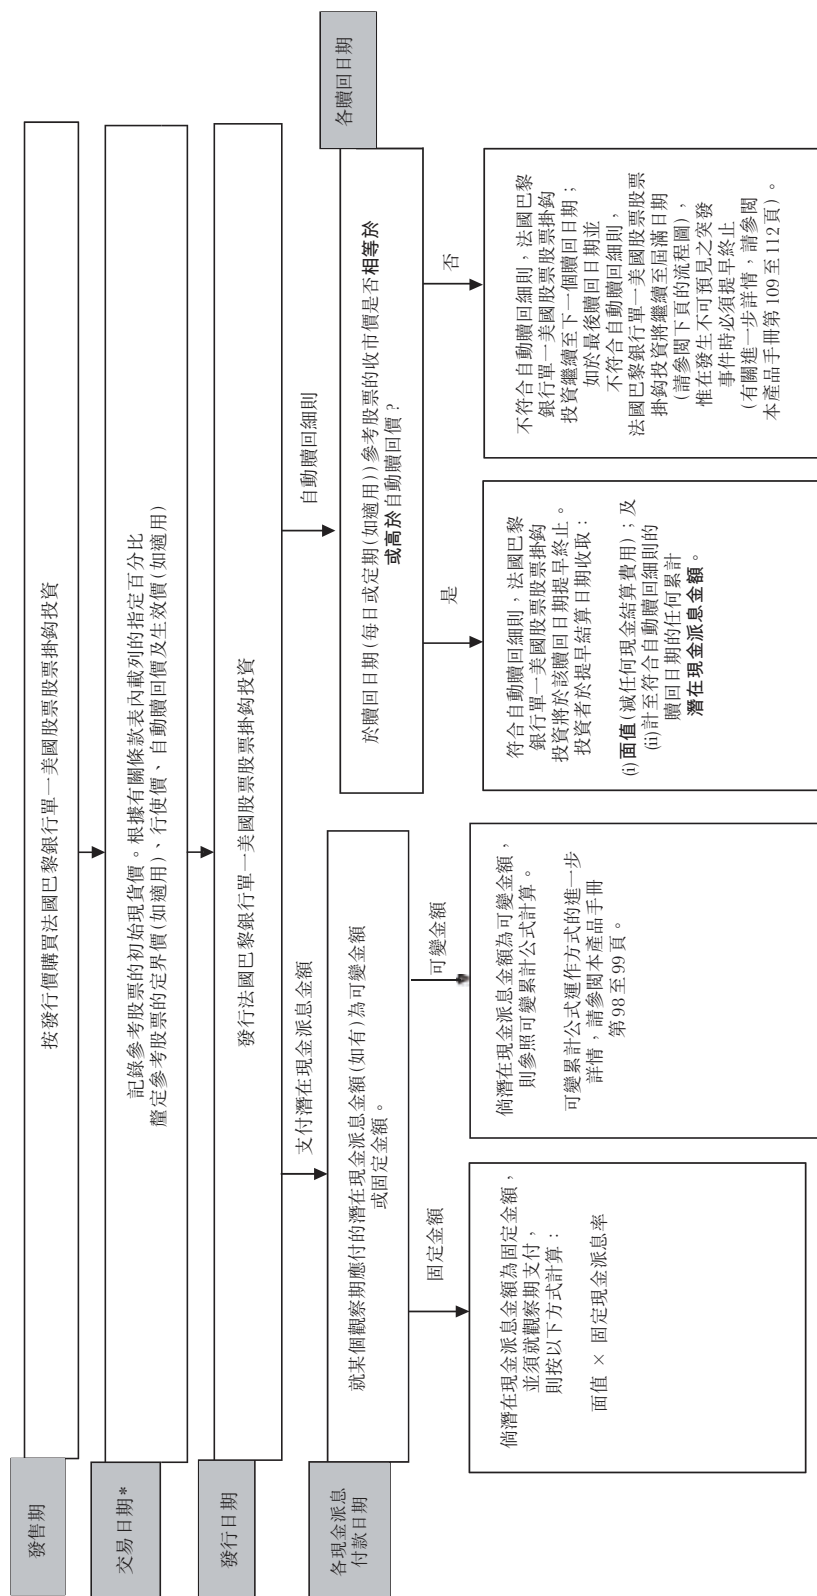 發售期
按發行價購買法國巴黎銀行單一美國股票股票掛鈎投資
交易日期*
記錄參考股票的初始現貨價。根據有關條款表內載列的指定百分比
釐定參考股票的定界價(如適用)、行使價、自動贖回價及生效價(如適用)
發行日期
發行法國巴黎銀行單一美國股票股票掛鈎投資
支付潛在現金派息金額
自動贖回細則
各現金派息
付款日期
就某個觀察期應付的潛在現金派息金額(如有)為可變金額
或固定金額。
各贖回日期
於贖回日期(每日或定期(如適用))參考股票的收市價是否相等於
或高於自動贖回價?
固定金額
可變金額
是
否
倘潛在現金派息金額為固定金額,
並須就觀察期支付,
則按以下方式計算:
面值 × 固定現金派息率
倘潛在現金派息金額為可變金額,
則參照可變累計公式計算。
可變累計公式運作方式的進一步
詳情,請參閱本產品手冊
第98至99頁。
符合自動贖回細則,法國巴黎
銀行單一美國股票股票掛鈎
投資將於該贖回日期提早終止。
投資者於提早結算日期收取:
(i)面值(減任何現金結算費用);及
(ii)計至符合自動贖回細則的
贖回日期的任何累計
潛在現金派息金額。
不符合自動贖回細則,法國巴黎
銀行單一美國股票股票掛鈎
投資繼續至下一個贖回日期;
如於最後贖回日期並
不符合自動贖回細則,
法國巴黎銀行單一美國股票股票
掛鈎投資將繼續至屆滿日期
(請參閱下頁的流程圖),
惟在發生不可預見之突發
事件時必須提早終止
(有關進一步詳情,請參閱
本產品手冊第109至112頁)。